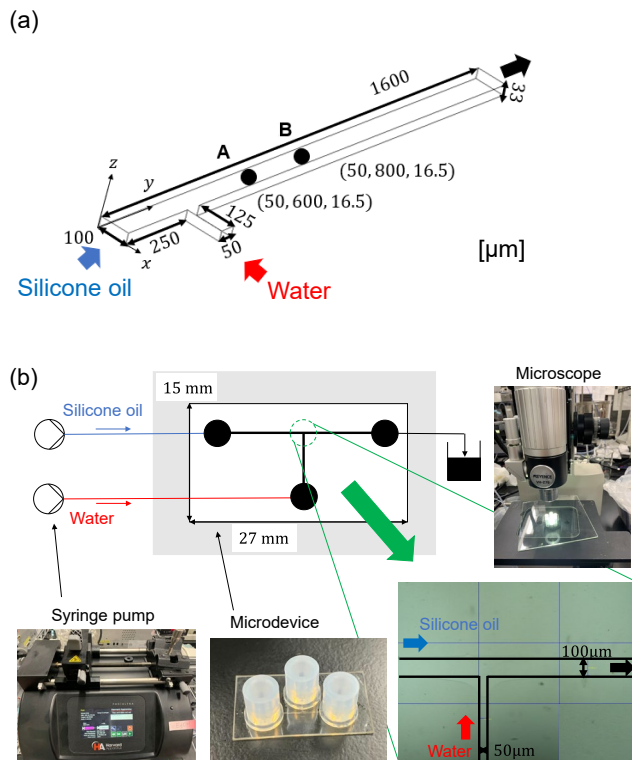 (a)
1600
33
B
A
z
y
(50, 800, 16.5)
(50, 600, 16.5)
125
100
250
50
x
[μm]
Silicone oil
Water
(b)
Microscope
15 mm
Silicone oil
Water
27 mm
Syringe pump
Microdevice
Silicone oil
100μm
Water
50μm